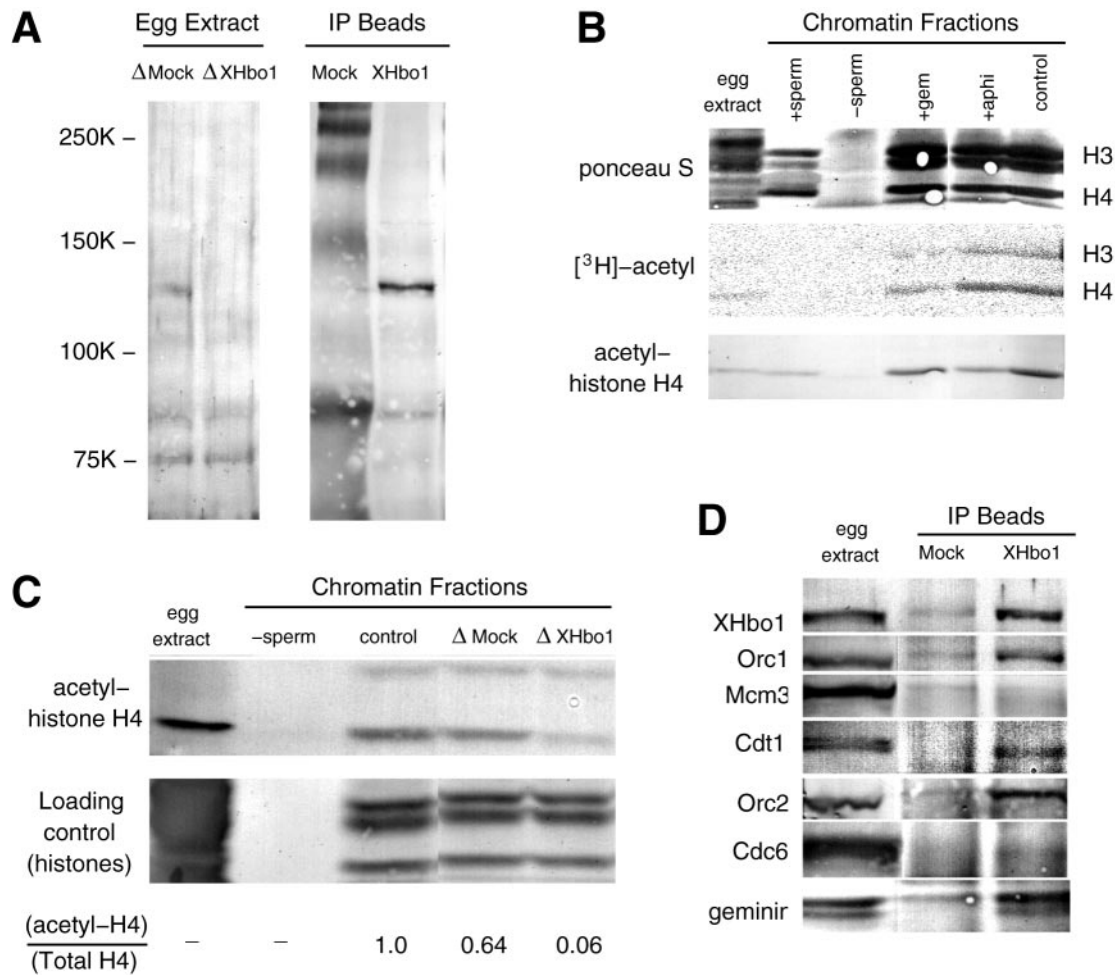 A
Egg Extract
IP Beads
Δ Mock Δ XHbo1
Mock XHbo1
250K –
150K –
100K –
75K –
B
Chromatin Fractions
egg
extract
+sperm
–sperm
+gem
+aphi
control
ponceau S
H3
H4
[³H]–acetyl
H3
H4
acetyl–
histone H4
C
Chromatin Fractions
egg
extract
–sperm control Δ Mock Δ XHbo1
acetyl–
histone H4
Loading
control
(histones)
(acetyl–H4)
(Total H4)
– – 1.0 0.64 0.06
D
egg
extract
IP Beads
Mock XHbo1
XHbo1
Orc1
Mcm3
Cdt1
Orc2
Cdc6
geminir